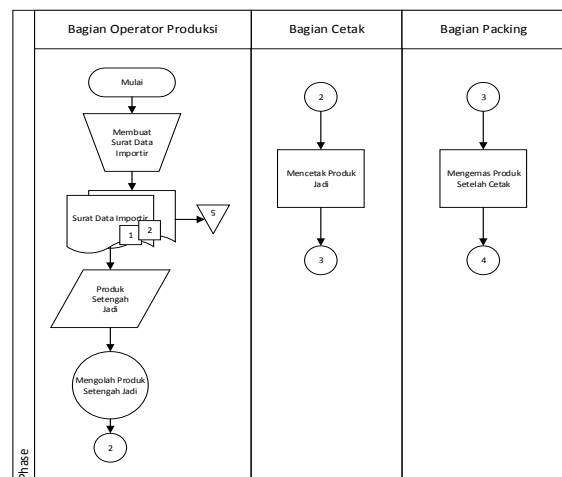 Bagian Operator Produksi
Bagian Cetak
Bagian Packing
Mulai
Membuat
Surat Data
Importir
Surat Data Importir
1
2
S
Produk
Setengah
Jadi
Mengolah Produk
Setengah Jadi
2
2
Mencetak Produk
Jadi
3
3
Mengemas Produk
Setelah Cetak
4
Phase